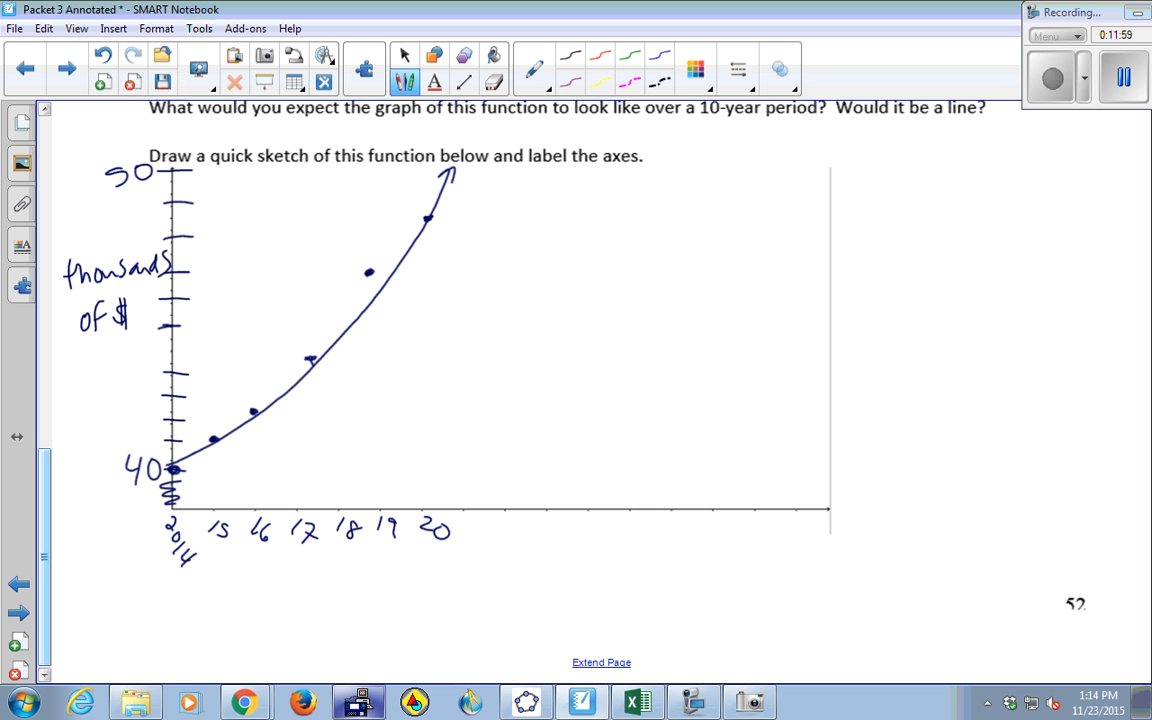 Packet 3 Annotated * - SMART Notebook
Recording...
File Edit View Insert Format Tools Add-ons Help
Menu
0:11:59
A
What would you expect the graph of this function to look like over a 10-year period? Would it be a line?
Draw a quick sketch of this function below and label the axes.
50
thousands
of $
40
2014 15 16 17 18 19 20
52
Extend Page
1:14 PM
11/23/2015